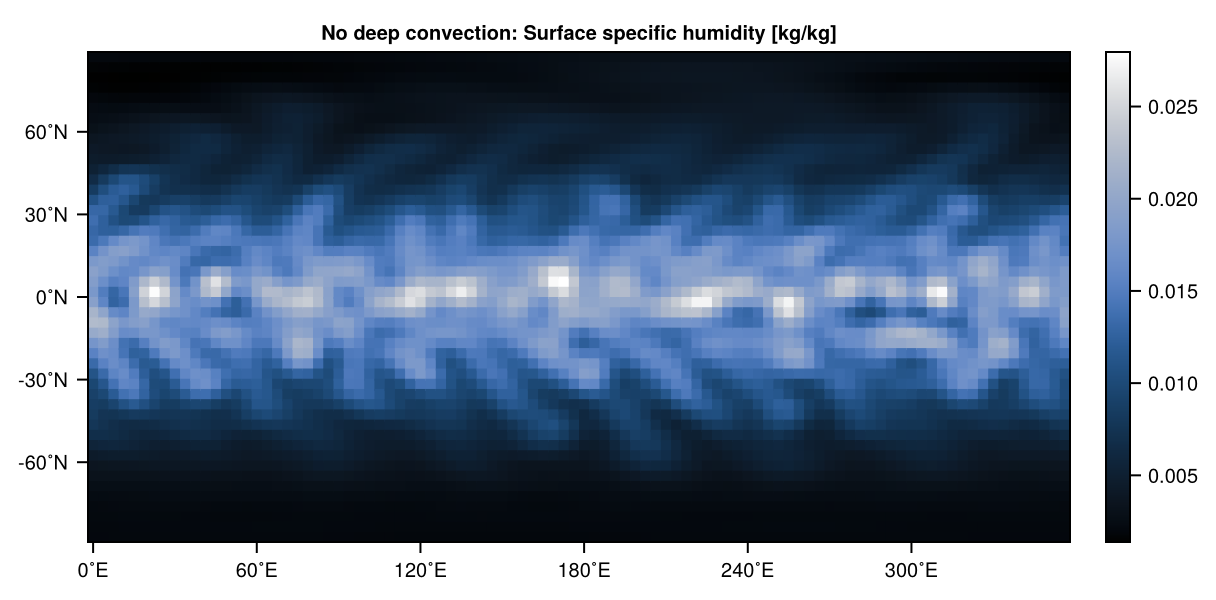 No deep convection: Surface specific humidity [kg/kg]
60˚N
30˚N
0˚N
-30˚N
-60˚N
0˚E
60˚E
120˚E
180˚E
240˚E
300˚E
0.025
0.020
0.015
0.010
0.005